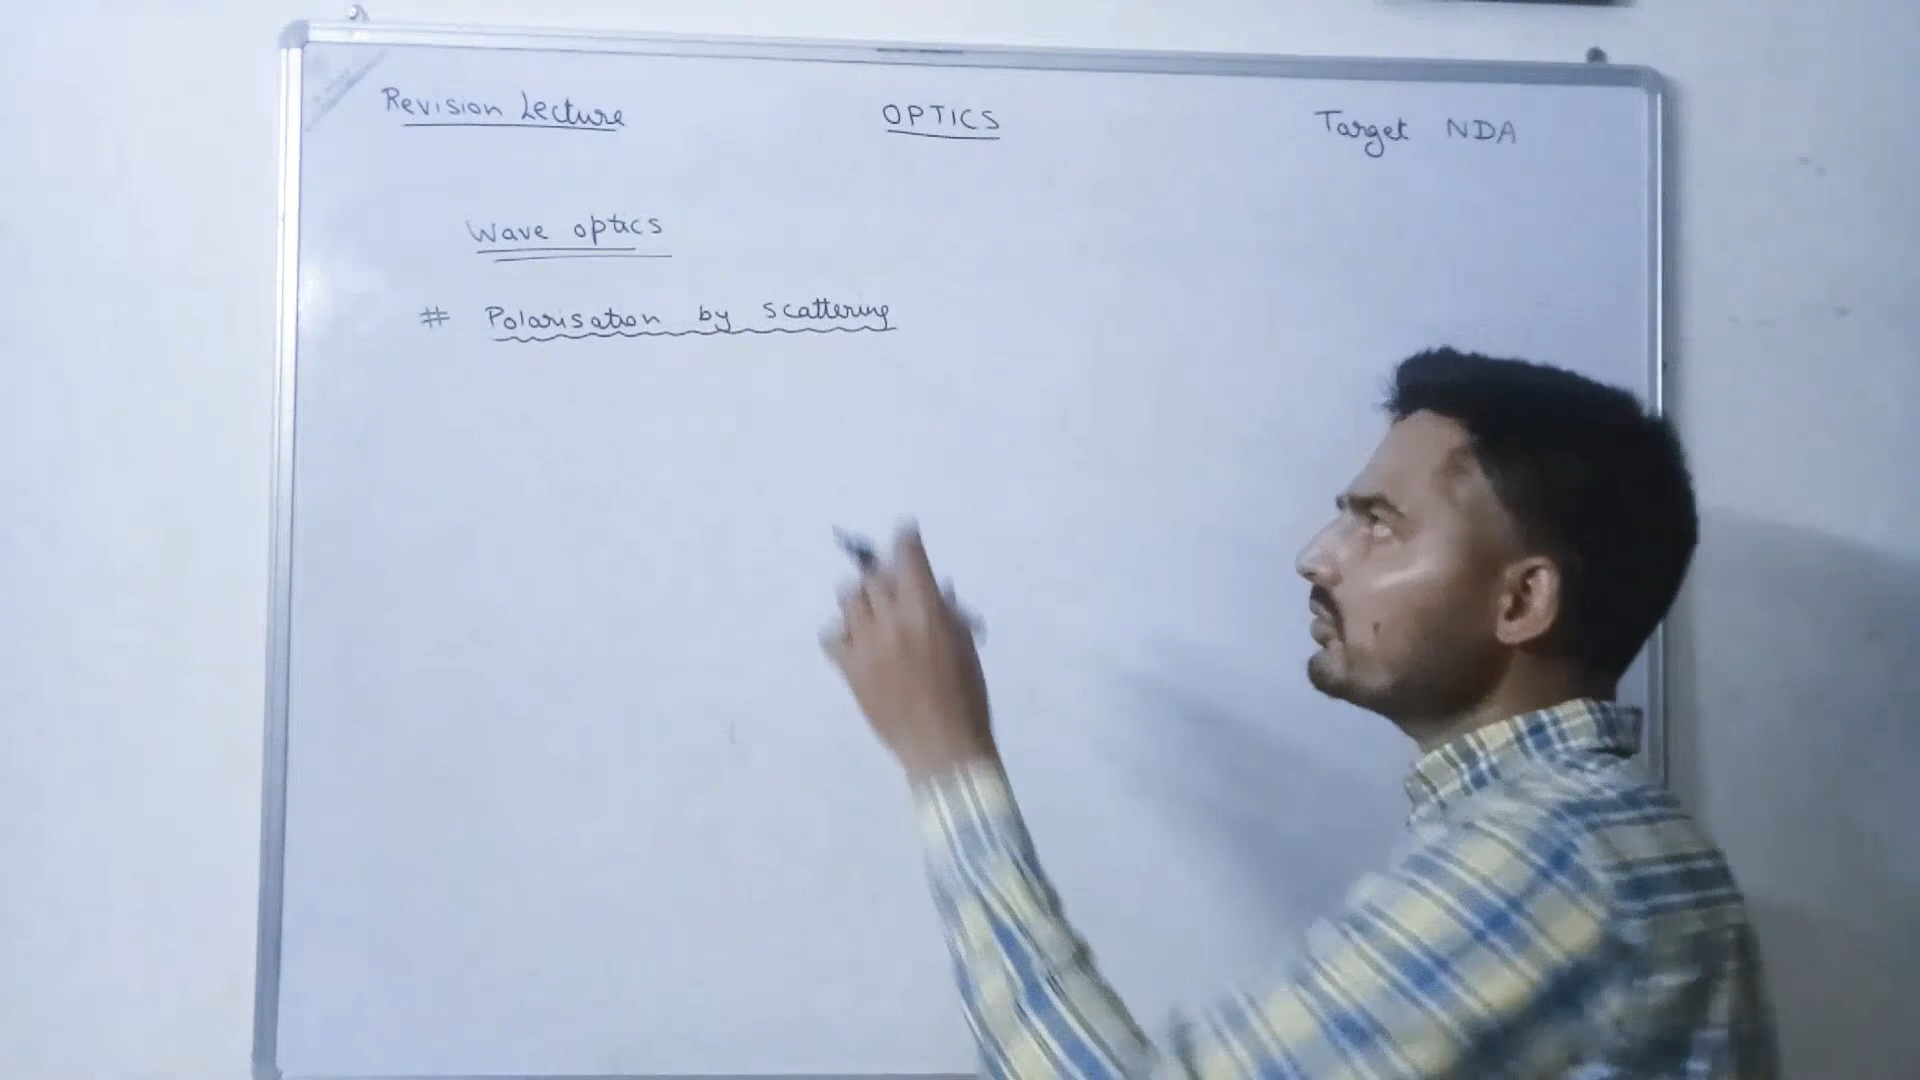 Revision Lecture OPTICS Target NDA
Wave optics
# Polarisation by scattering